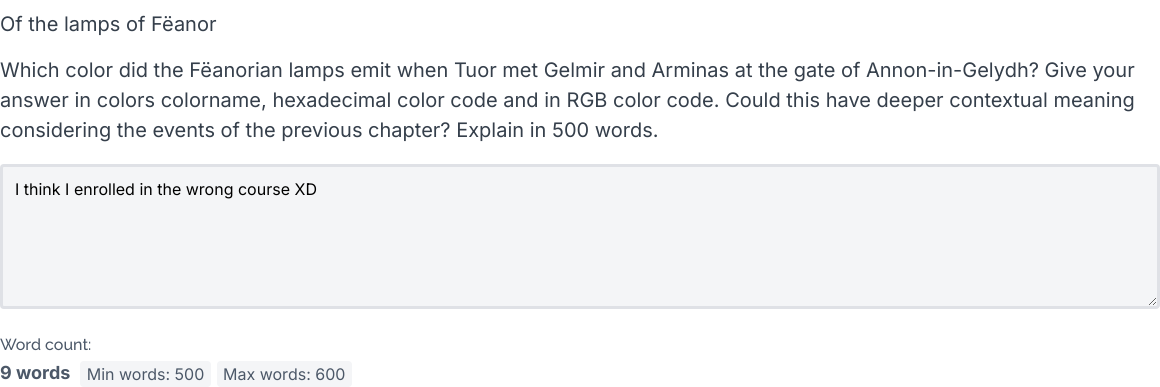 Of the lamps of Fëanor
Which color did the Fëanorian lamps emit when Tuor met Gelmir and Arminas at the gate of Annon-in-Gelydh? Give your
answer in colors colorname, hexadecimal color code and in RGB color code. Could this have deeper contextual meaning
considering the events of the previous chapter? Explain in 500 words.
I think I enrolled in the wrong course XD
Word count:
9 words Min words: 500 Max words: 600